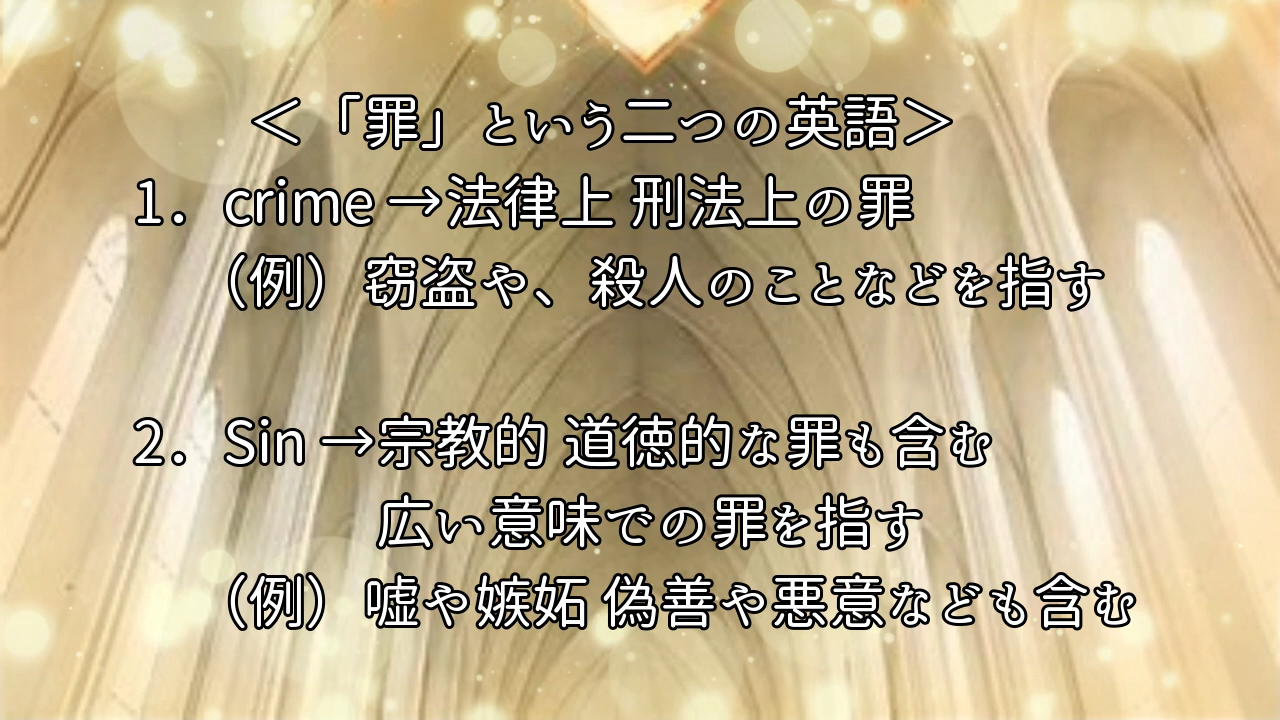 ＜「罪」という二つの英語＞
1．crime →法律上 刑法上の罪
（例）窃盗や、殺人のことなどを指す
2．Sin →宗教的 道徳的な罪も含む
広い意味での罪を指す
（例）嘘や嫉妬 偽善や悪意なども含む